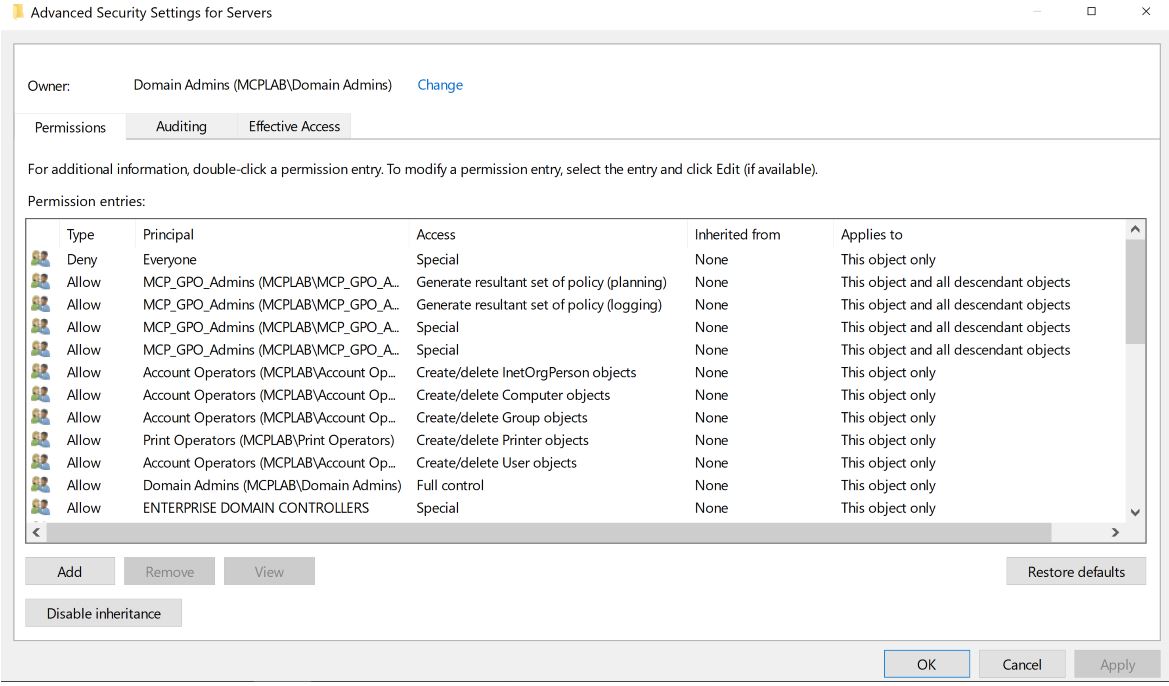 Advanced Security Settings for Servers
Owner: Domain Admins (MCPLAB\Domain Admins) Change
Permissions Auditing Effective Access
For additional information, double-click a permission entry. To modify a permission entry, select the entry and click Edit (if available).
Permission entries:
Type Principal Access Inherited from Applies to
Deny Everyone Special None This object only
Allow MCP_GPO_Admins (MCPLAB\MCP_GPO_A... Generate resultant set of policy (planning) None This object and all descendant objects
Allow MCP_GPO_Admins (MCPLAB\MCP_GPO_A... Generate resultant set of policy (logging) None This object and all descendant objects
Allow MCP_GPO_Admins (MCPLAB\MCP_GPO_A... Special None This object and all descendant objects
Allow MCP_GPO_Admins (MCPLAB\MCP_GPO_A... Special None This object and all descendant objects
Allow Account Operators (MCPLAB\Account Op... Create/delete InetOrgPerson objects None This object only
Allow Account Operators (MCPLAB\Account Op... Create/delete Computer objects None This object only
Allow Account Operators (MCPLAB\Account Op... Create/delete Group objects None This object only
Allow Print Operators (MCPLAB\Print Operators) Create/delete Printer objects None This object only
Allow Account Operators (MCPLAB\Account Op... Create/delete User objects None This object only
Allow Domain Admins (MCPLAB\Domain Admins) Full control None This object only
Allow ENTERPRISE DOMAIN CONTROLLERS Special None This object only
Add Remove View Restore defaults
Disable inheritance
OK Cancel Apply